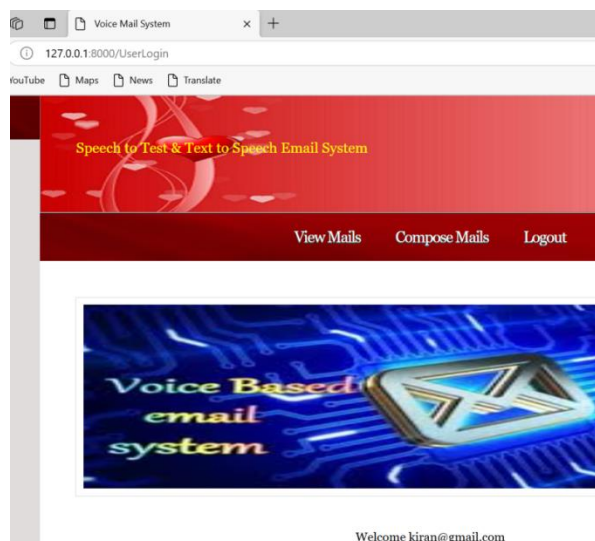 Voice Mail System
127.0.0.1:8000/UserLogin
YouTube Maps News Translate
Speech to Test & Text to Speech Email System
View Mails Compose Mails Logout
Voice Based
email
system
Welcome kiran@gmail.com